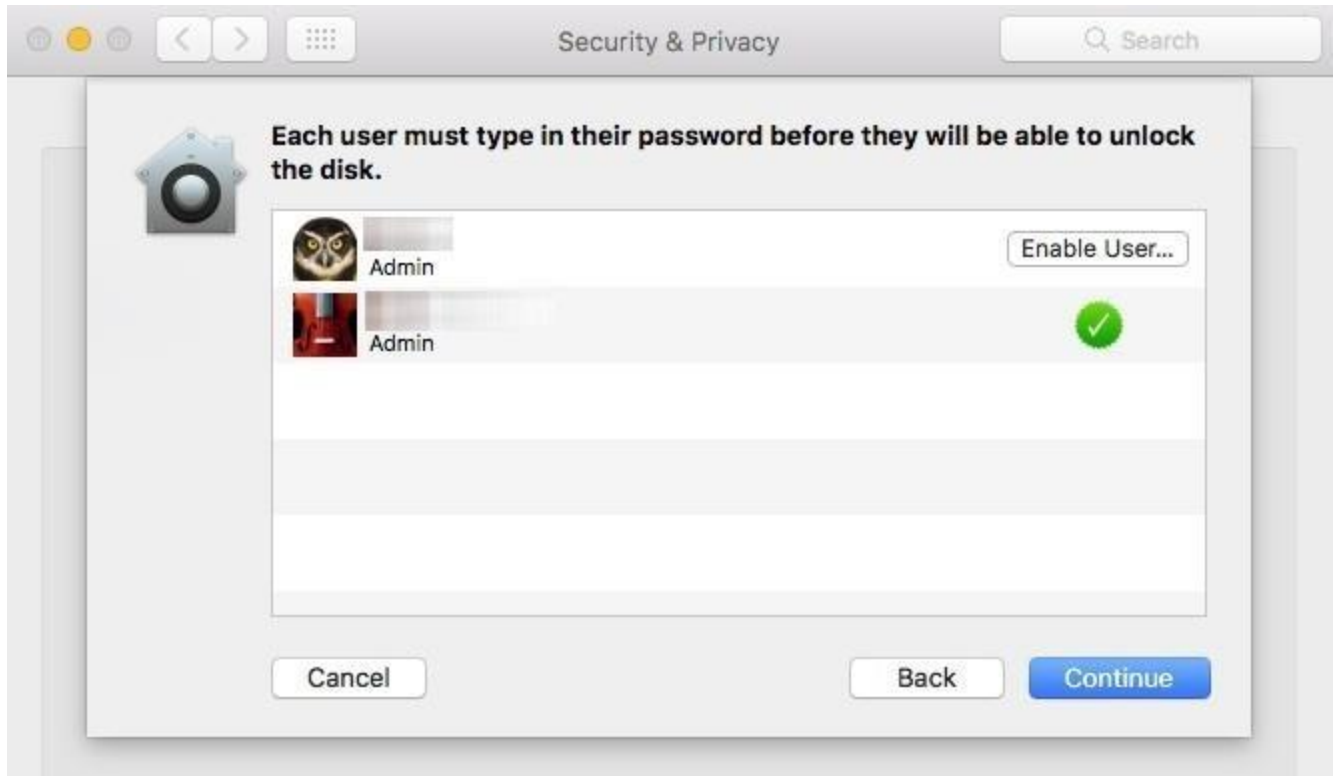 Security & Privacy
Search
Each user must type in their password before they will be able to unlock
the disk.
Admin
Enable User...
Admin
Cancel
Back
Continue